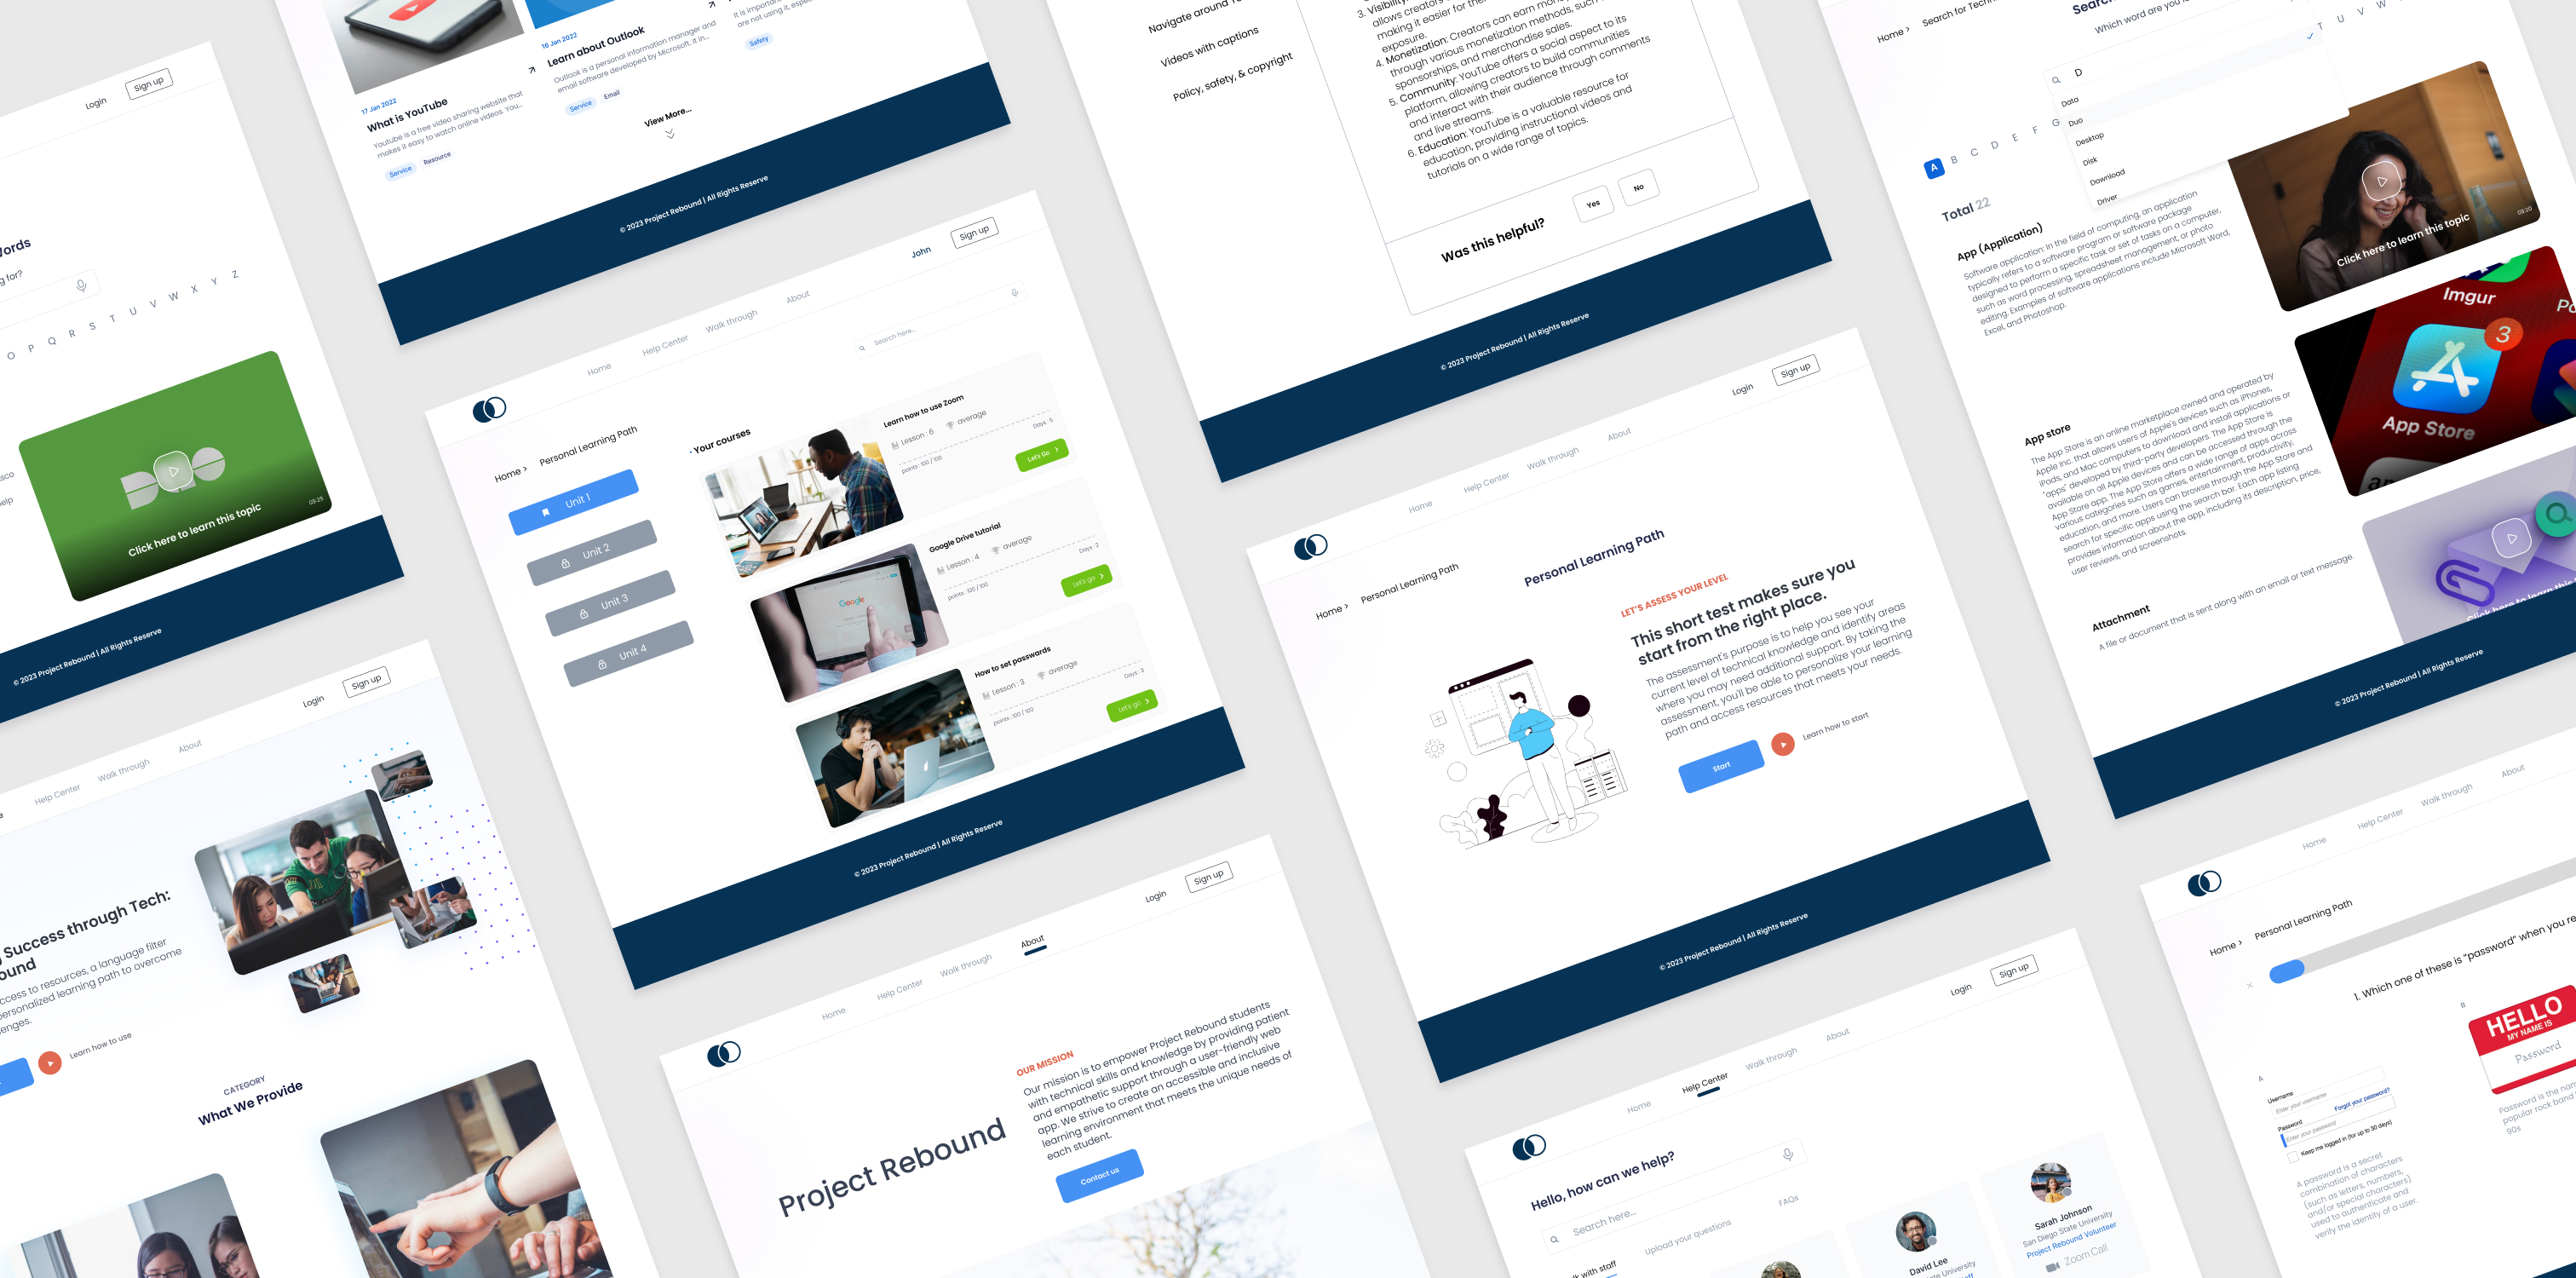 Login
Sign up
ords
g for?
O P Q R S T U V W X Y Z
Click here to learn this topic
03:25
© 2023 Project Rebound | All Rights Reserve
17 Jan 2022
What is YouTube
Youtube is a free video sharing website that
makes it easy to watch online videos. You...
Service Resource
16 Jan 2022
Learn about Outlook
Outlook is a personal information manager and
email software developed by Microsoft. It in...
Service Email
Safety
View More...
© 2023 Project Rebound | All Rights Reserve
John
Sign up
Home Help Center Walk through About
Search here...
Home > Personal Learning Path
Unit 1
Unit 2
Unit 3
Unit 4
Your courses
Learn how to use Zoom
Lesson : 6 average
Days : 5
points : 100 / 100
Let's Go
Google Drive tutorial
Lesson : 4 average
Days : 2
points : 100 / 100
Let's go
Google
How to set passwards
Lesson : 3 average
Days : 3
points : 100 / 100
Let's go
© 2023 Project Rebound | All Rights Reserve
Login
Sign up
Help Center Walk through About
Success through Tech:
ound
ccess to resources, a language filter
personalized learning path to overcome
enges.
Learn how to use
CATEGORY
What We Provide
Login
Sign up
Home Help Center Walk through About
Project Rebound
OUR MISSION
Our mission is to empower Project Rebound students
with technical skills and knowledge by providing patient
and empathetic support through a user-friendly web
app. We strive to create an accessible and inclusive
learning environment that meets the unique needs of
each student.
Contact us
Navigate around
Videos with captions
Policy, safety, & copyright
3. Visibility:
allows creators
making it easier for the
exposure.
4. Monetization: Creators can earn mon
through various monetization methods, such
sponsorships, and merchandise sales.
5. Community: YouTube offers a social aspect to its
platform, allowing creators to build communities
and interact with their audience through comments
and live streams.
6. Education: YouTube is a valuable resource for
education, providing instructional videos and
tutorials on a wide range of topics.
Was this helpful?
Yes
No
© 2023 Project Rebound | All Rights Reserve
Login
Sign up
Home Help Center Walk through About
Home > Personal Learning Path
Personal Learning Path
LET'S ASSESS YOUR LEVEL
This short test makes sure you
start from the right place.
The assessment's purpose is to help you see your
current level of technical knowledge and identify areas
where you may need additional support. By taking the
assessment, you'll be able to personalize your learning
path and access resources that meets your needs.
Start
Learn how to start
© 2023 Project Rebound | All Rights Reserve
Login
Sign up
Home Help Center Walk through About
Hello, how can we help?
Search here...
Upload your questions
FAQs
k with staff
David Lee
te University
Sarah Johnson
San Diego State University
Project Rebound Volunteer
Zoom Call
Home > Search for Techn
Searc
Which word are you l
D
Data
Duo
Desktop
Disk
Download
Driver
A B C D E F G
T U V W
Total 22
App (Application)
Software application: In the field of computing, an application
typically refers to a software program or software package
designed to perform a specific task or set of tasks on a computer,
such as word processing, spreadsheet management, or photo
editing. Examples of software applications include Microsoft Word,
Excel, and Photoshop.
Click here to learn this topic
05:20
App store
The App Store is an online marketplace owned and operated by
Apple Inc. that allows users of Apple's devices such as iPhones,
iPads, and Mac computers to download and install applications or
"apps" developed by third-party developers. The App Store is
available on all Apple devices and can be accessed through the
App Store app. The App Store offers a wide range of apps across
various categories such as games, entertainment, productivity,
education, and more. Users can browse through the App Store and
search for specific apps using the search bar. Each app listing
provides information about the app, including its description, price,
user reviews, and screenshots.
Imgur
3
App Store
Attachment
A file or document that is sent along with an email or text message.
Click here to learn this
© 2023 Project Rebound | All Rights Reserve
Home Help Center Walk through About
Home > Personal Learning Path
1. Which one of these is "password" when you re
A
Username
Enter your username
Password
Forgot your password?
Enter your password
Keep me logged in (for up to 30 days)
A password is a secret
combination of characters
(such as letters, numbers,
and/or special characters)
used to authenticate and
verify the identity of a user.
B
HELLO
MY NAME IS
Password
Password is the nam
popular rock band
90s